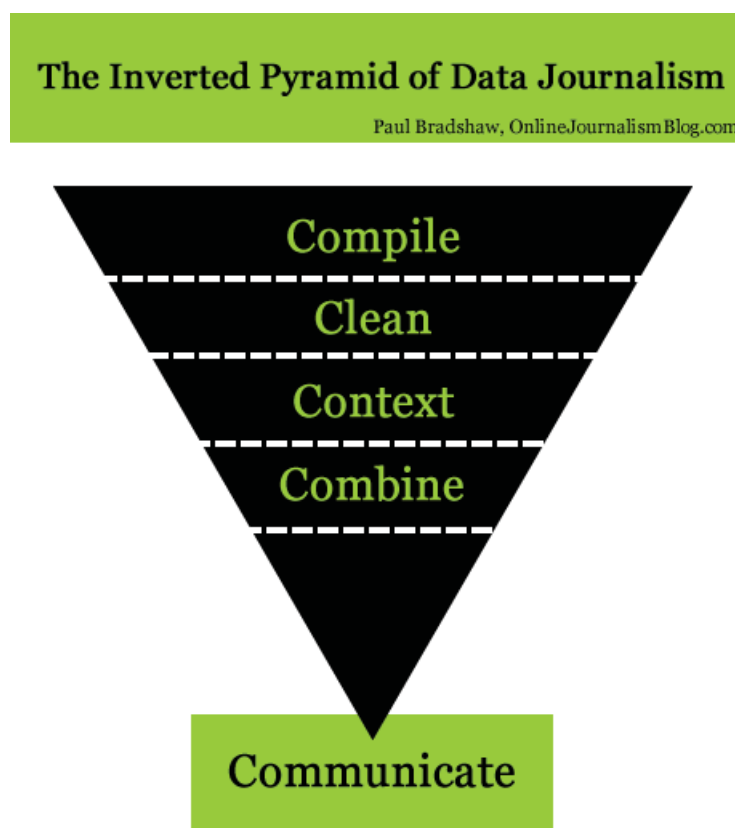 The Inverted Pyramid of Data Journalism
Paul Bradshaw, OnlineJournalismBlog.com
Compile
Clean
Context
Combine
Communicate